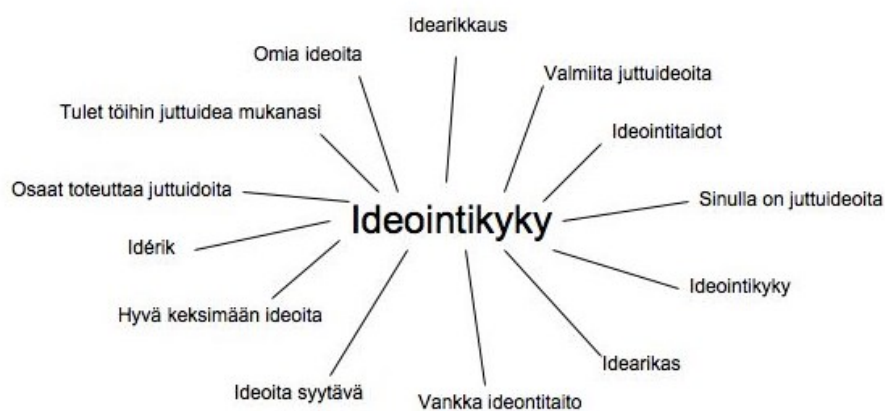 Idearikkaus
Omia ideoita
Valmiita juttuideoita
Tulet töihin juttuidea mukanasi
Ideointitaidot
Osaat toteuttaa juttuidoita
Sinulla on juttuideoita
Ideointikyky
Idérik
Ideointikyky
Hyvä keksimään ideoita
Idearikas
Ideoita syytävä
Vankka ideontitaito